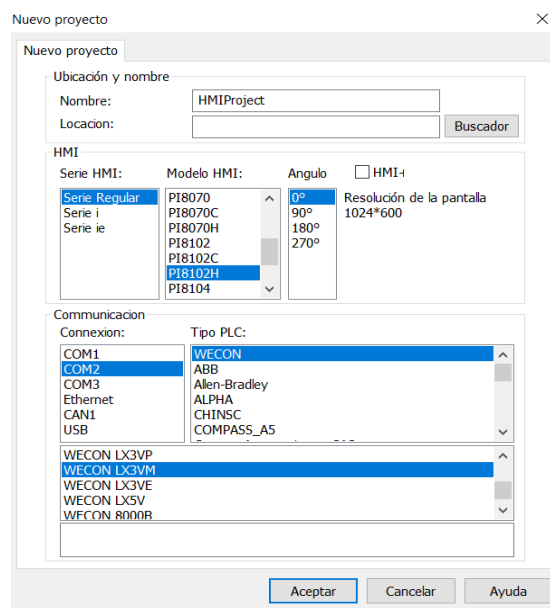 Nuevo proyecto
Nuevo proyecto
Ubicación y nombre
Nombre: HMIProject
Locacion: Buscador
HMI
Serie HMI: Modelo HMI: Angulo HMI-
Serie Regular PI8070 0° Resolución de la pantalla
Serie i PI8070C 90° 1024*600
Serie ie PI8070H 180°
PI8102 270°
PI8102C
PI8102H
PI8104
Communicacion
Connexion: Tipo PLC:
COM1 WECON
COM2 ABB
COM3 Allen-Bradley
Ethernet ALPHA
CAN1 CHINSC
USB COMPASS_A5
WECON LX3VP
WECON LX3VM
WECON LX3VE
WECON LX5V
WECON 8000B
Aceptar Cancelar Ayuda